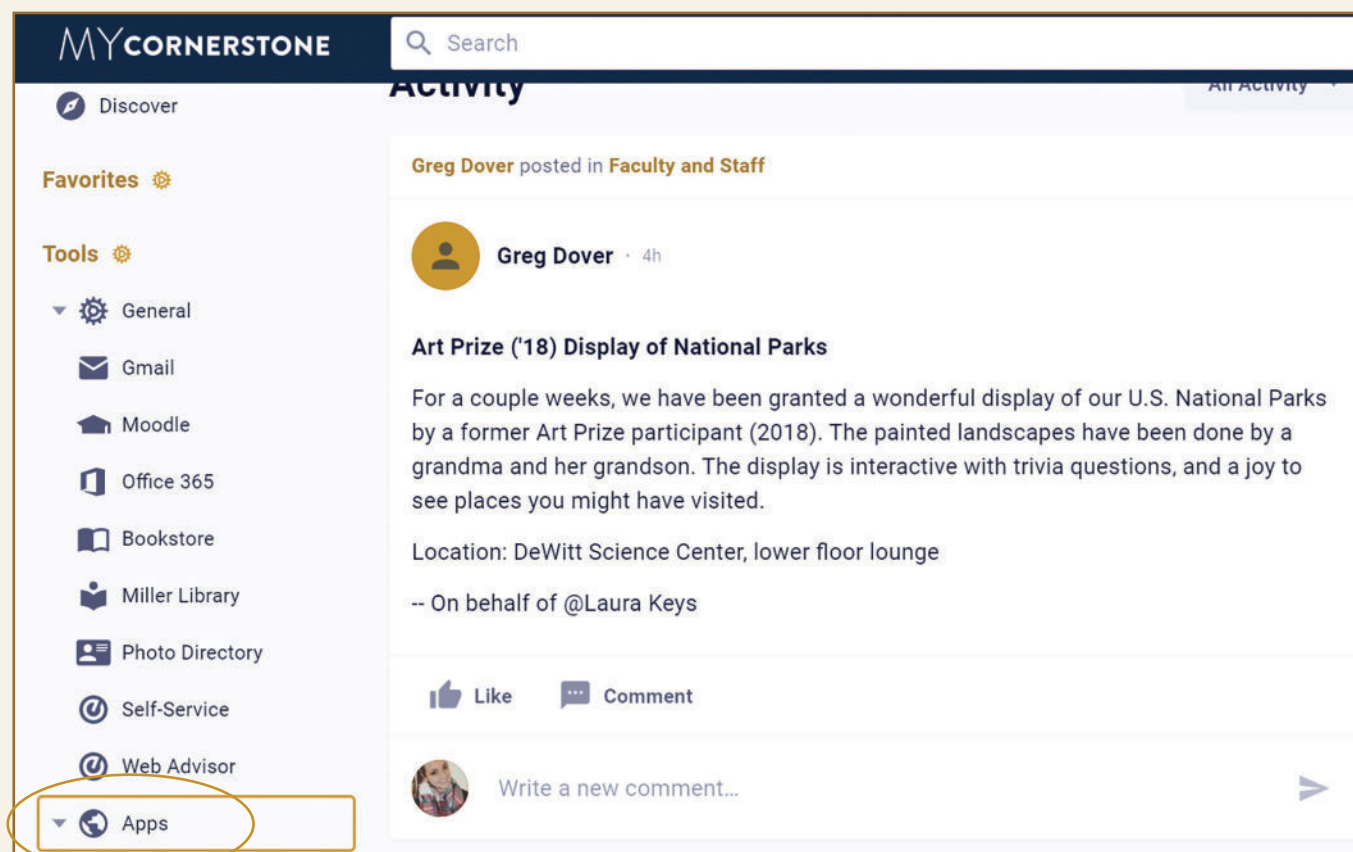 MYCORNERSTONE
Search
Discover
Favorites
Tools
General
Gmail
Moodle
Office 365
Bookstore
Miller Library
Photo Directory
Self-Service
Web Advisor
Apps
Activity
All Activity
Greg Dover posted in Faculty and Staff
Greg Dover · 4h
Art Prize ('18) Display of National Parks
For a couple weeks, we have been granted a wonderful display of our U.S. National Parks
by a former Art Prize participant (2018). The painted landscapes have been done by a
grandma and her grandson. The display is interactive with trivia questions, and a joy to
see places you might have visited.
Location: DeWitt Science Center, lower floor lounge
-- On behalf of @Laura Keys
Like Comment
Write a new comment...